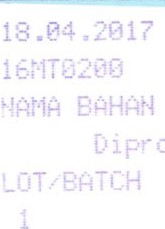 18.04.2017
16MT0200
NAMA BAHAN
Dipro
LOT/BATCH
1